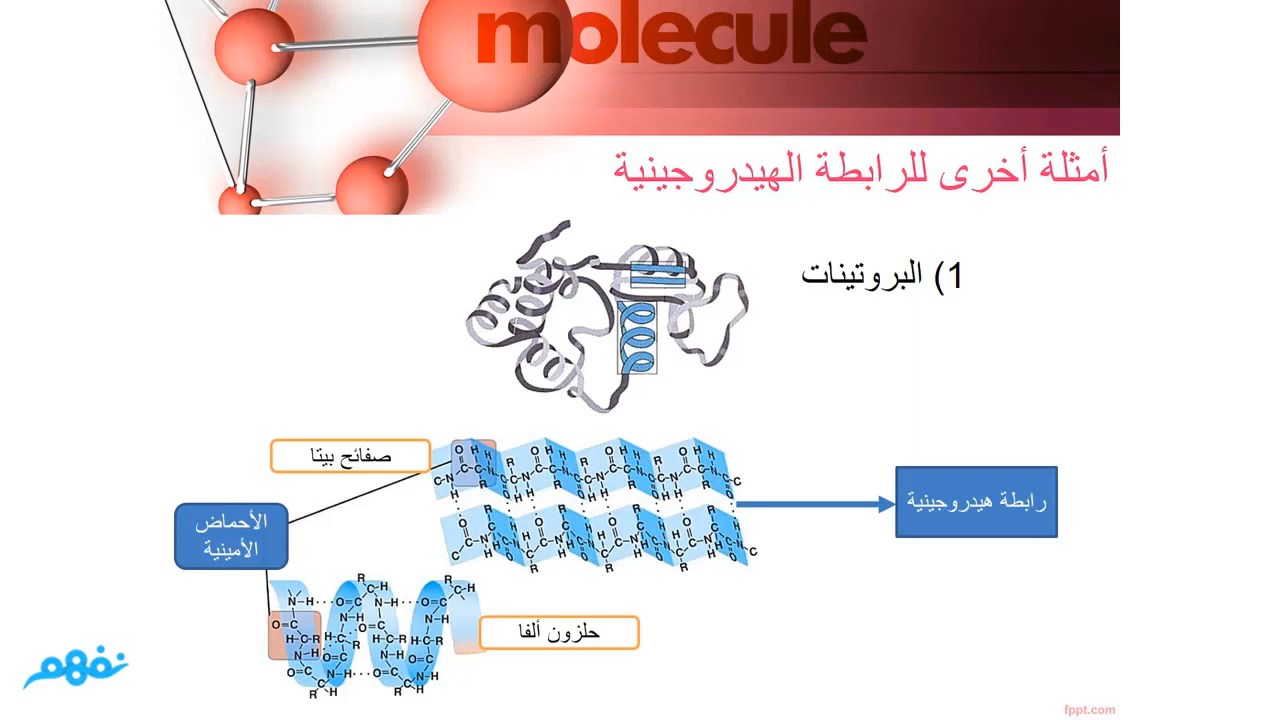 molecule
أمثلة أخرى للرابطة الهيدروجينية
1) البروتينات
صفائح بيتا
رابطة هيدروجينية
الأحماض
الأمينية
حلزون ألفا
نفهم
fppt.com